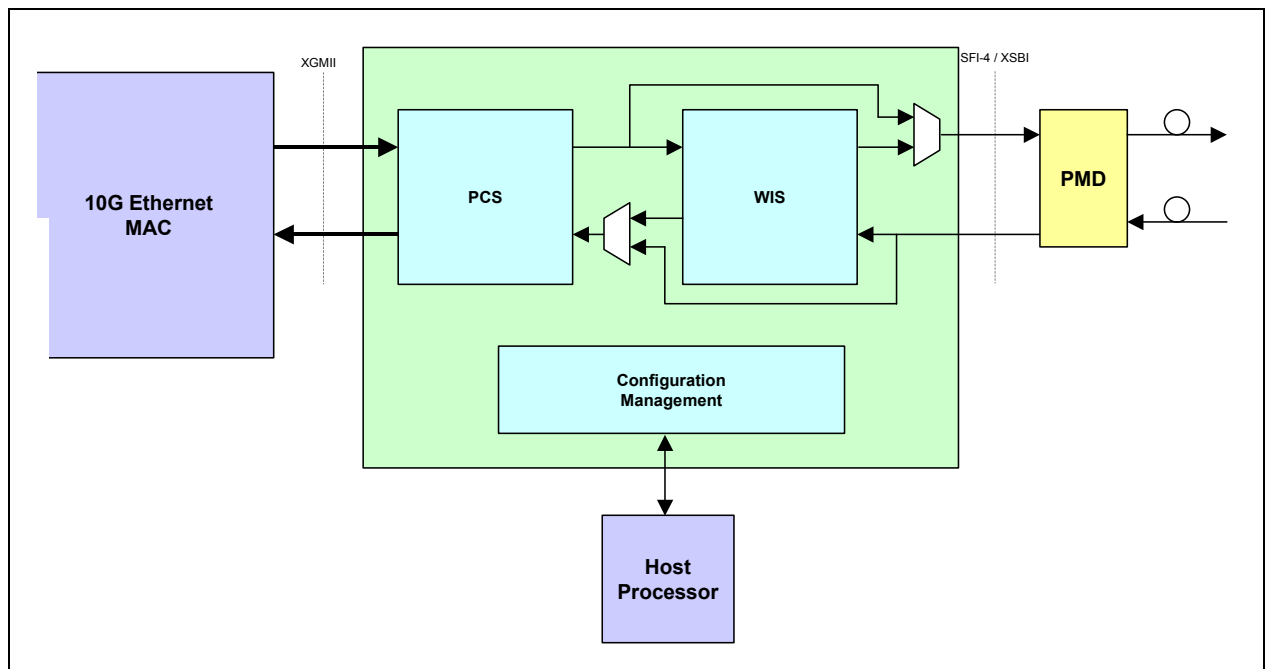 XGMII
SFI-4 / XSBI
10G Ethernet
MAC
PCS
WIS
PMD
Configuration
Management
Host
Processor